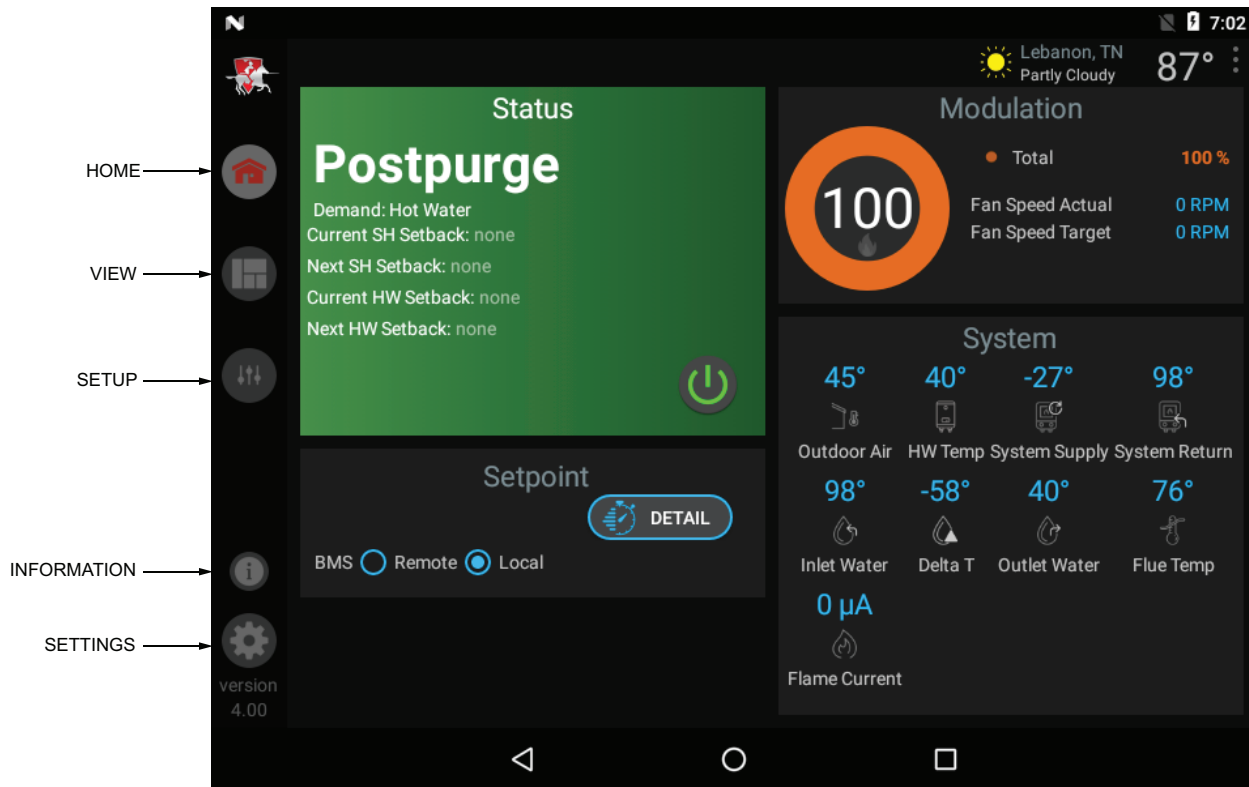 7:02
Lebanon, TN
Partly Cloudy
87°
HOME
VIEW
SETUP
INFORMATION
SETTINGS
version
4.00
Status
Postpurge
Demand: Hot Water
Current SH Setback: none
Next SH Setback: none
Current HW Setback: none
Next HW Setback: none
Setpoint
DETAIL
BMS Remote Local
Modulation
100
Total 100 %
Fan Speed Actual 0 RPM
Fan Speed Target 0 RPM
System
45° 40° -27° 98°
Outdoor Air HW Temp System Supply System Return
98° -58° 40° 76°
Inlet Water Delta T Outlet Water Flue Temp
0 µA
Flame Current